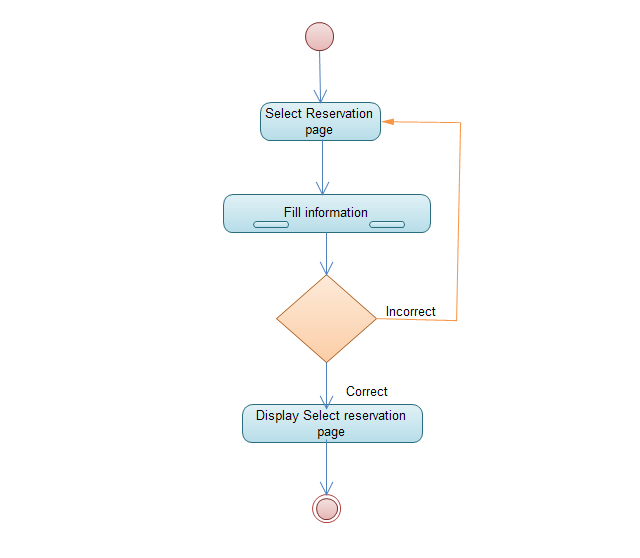 Select Reservation
page
Fill information
Incorrect
Correct
Display Select reservation
page